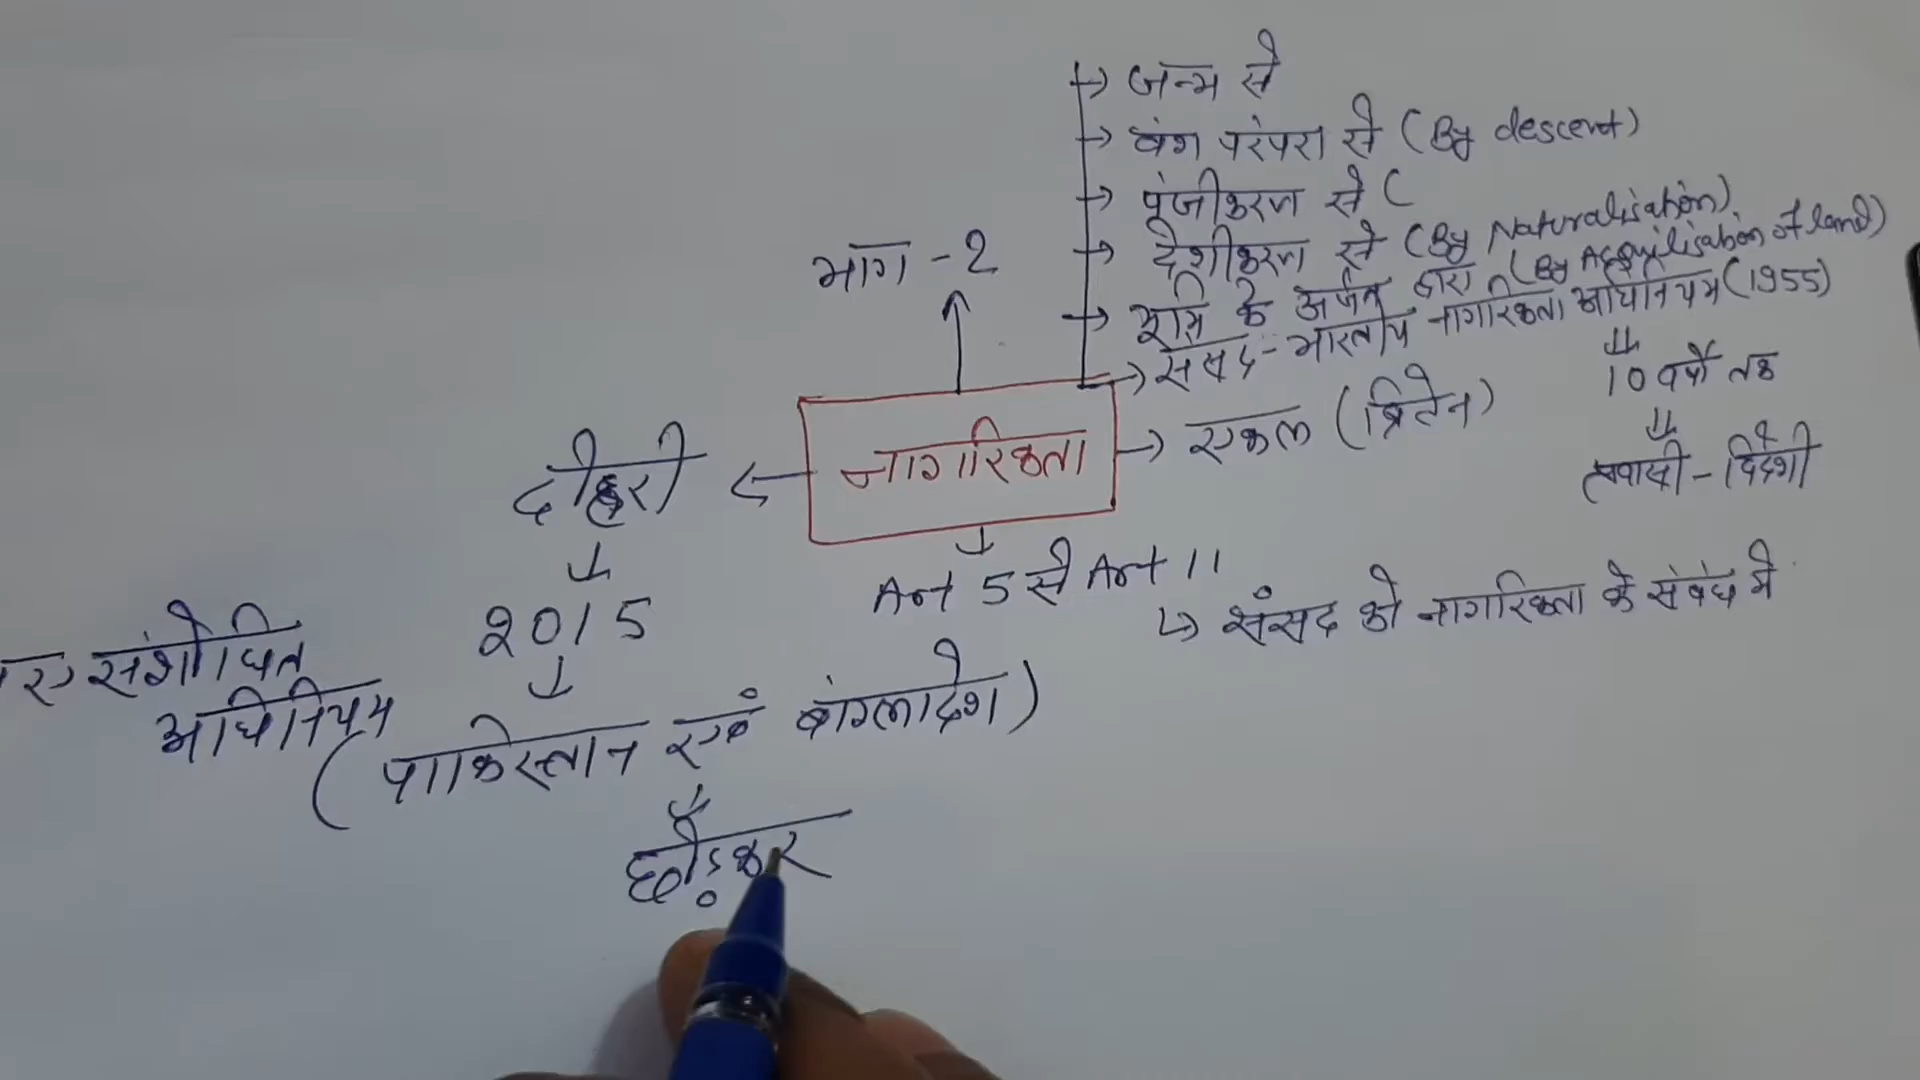 जन्म से
वंश परंपरा से (By descent)
पूंजीकरण से (
देशीकरण से (By Naturalisation)
भूमि के अर्जन द्वारा (By Acquilisation of land)
संसद - भारतीय नागरिकता अधिनियम (1955)
10 वर्षों तक
भाग - 2
एकल (ब्रिटेन)
नागरिकता
दोहरी
विदेशी
Art 5 से Art 11
संसद को नागरिकता के संबंध में
2015
संशोधित
अधिनियम
(पाकिस्तान एवं बांग्लादेश)
छोड़कर